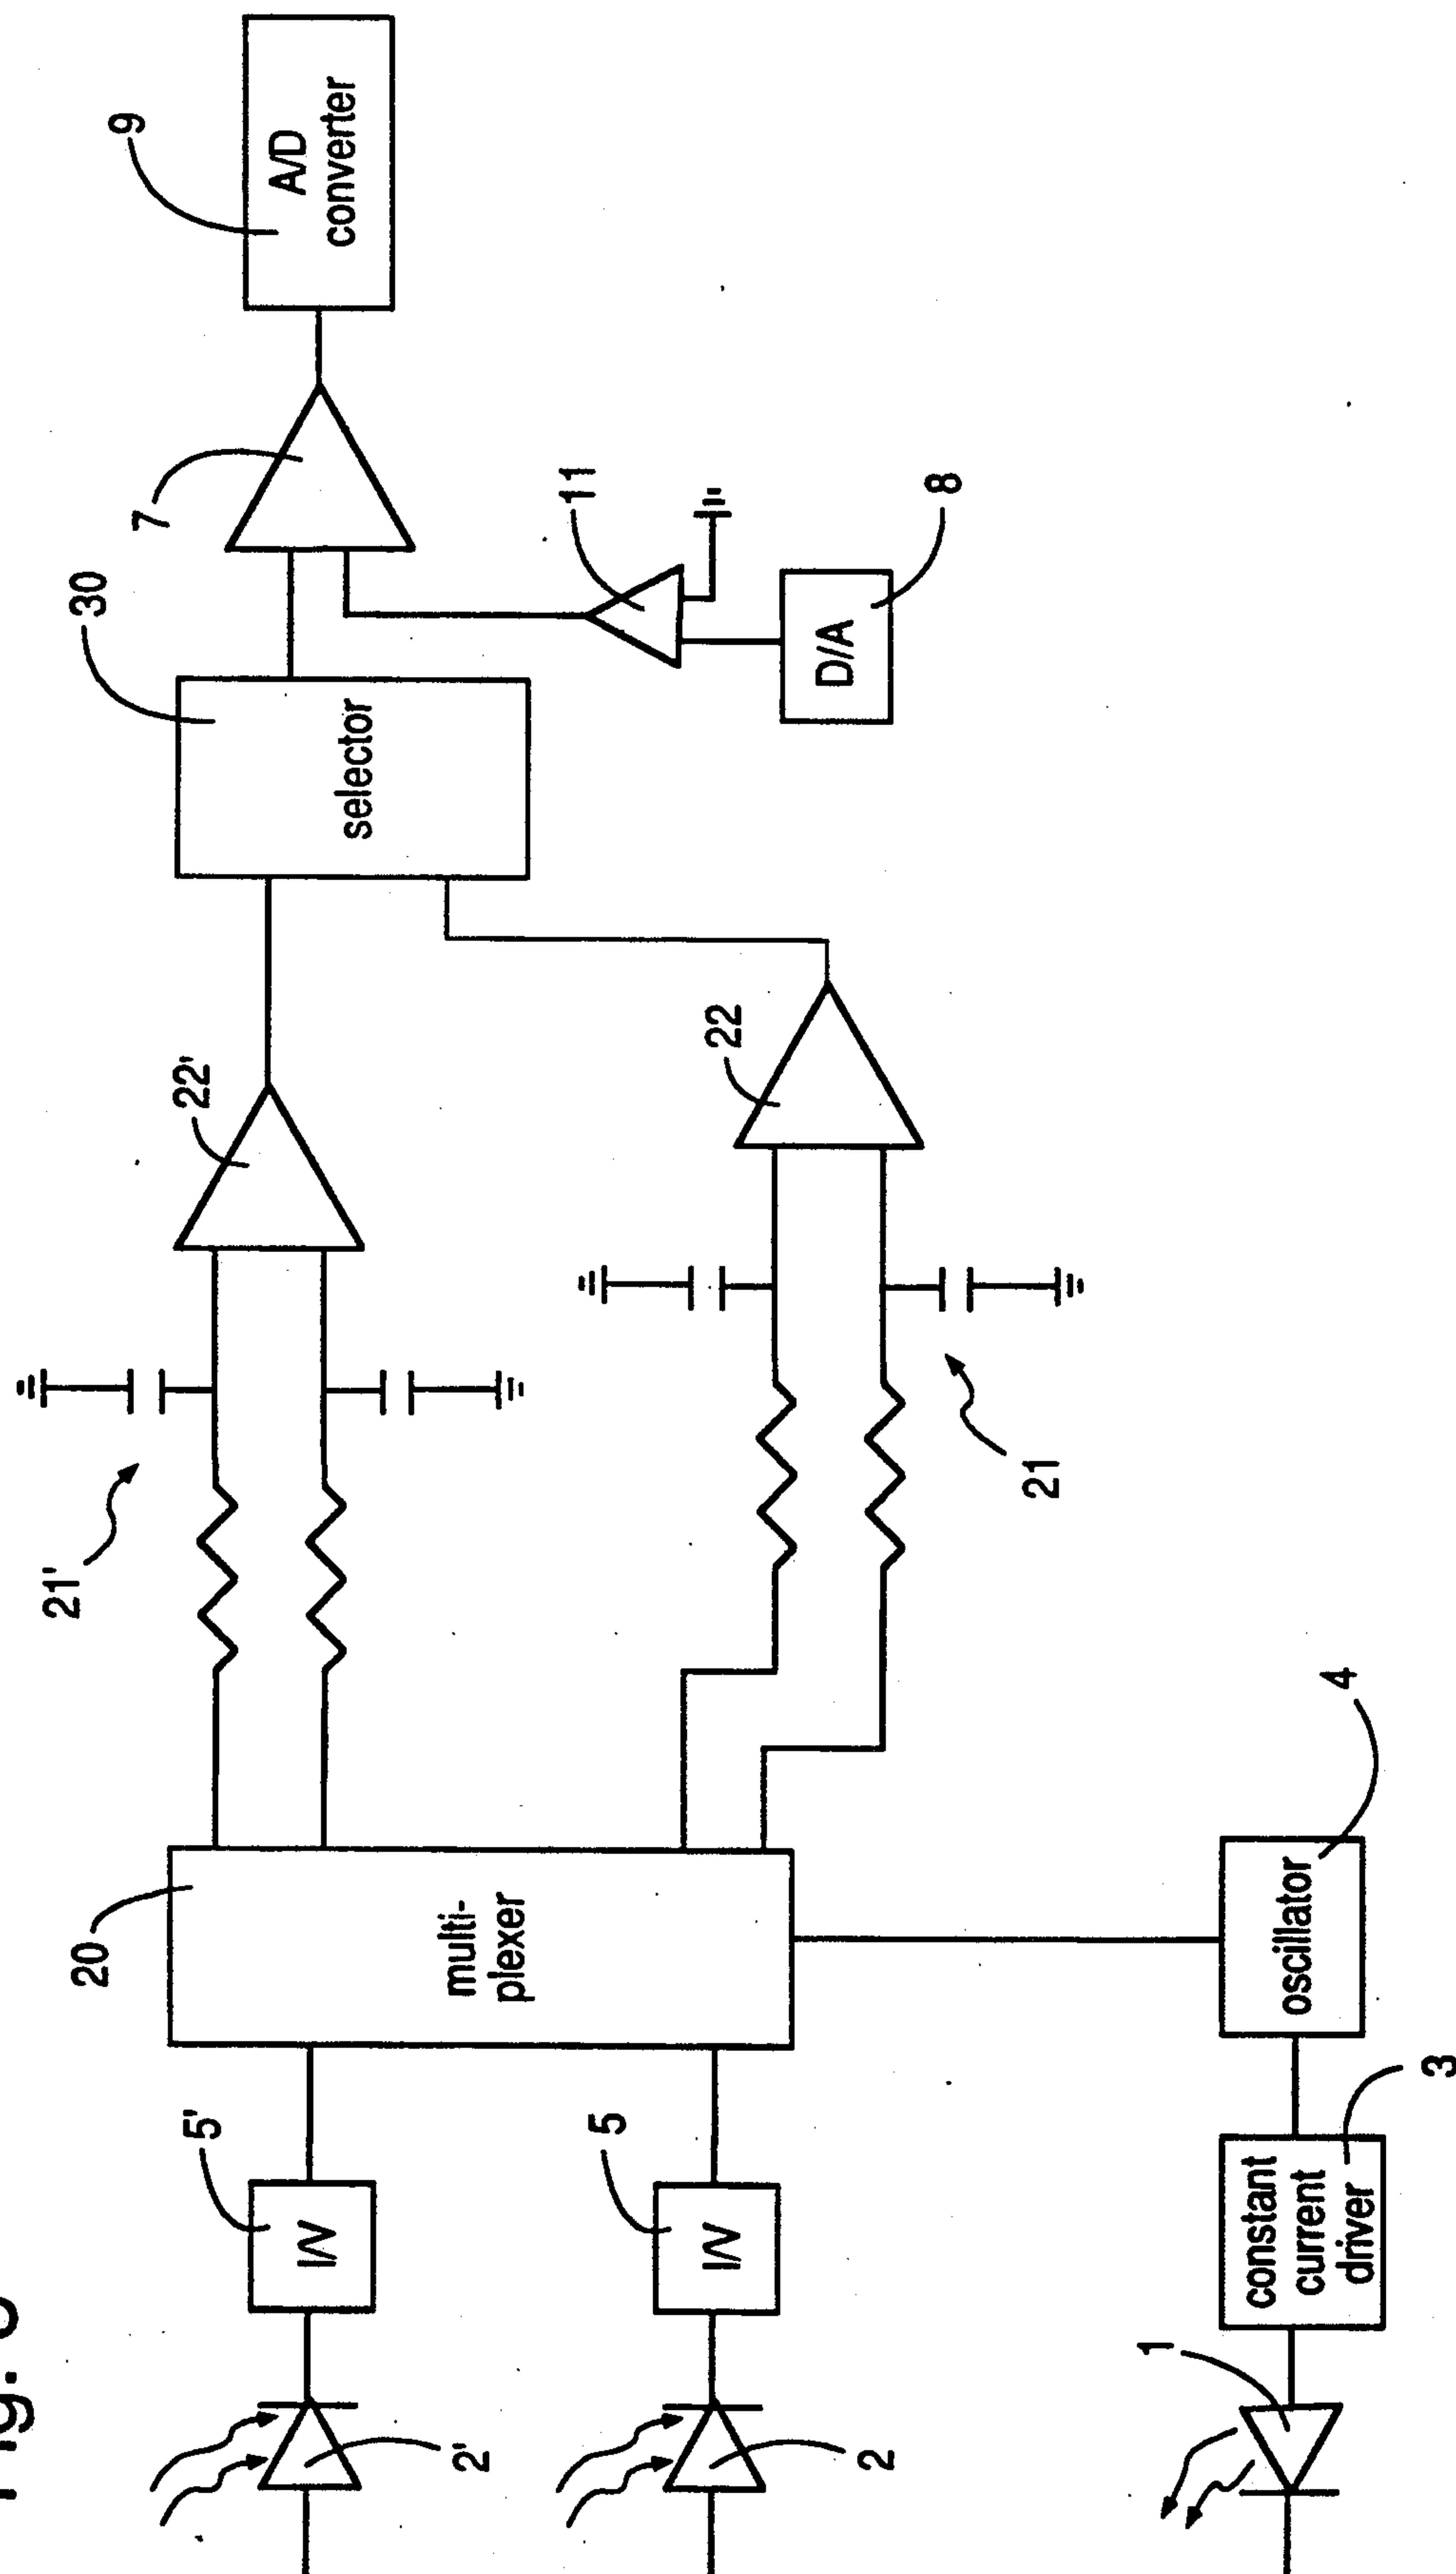 Fig.
9
A/D
converter
7
30
selector
11
8
D/A
22'
22
21'
21
20
multi-
plexer
5'
I/V
5
I/V
4
oscillator
3
constant
current
driver
2'
2
1